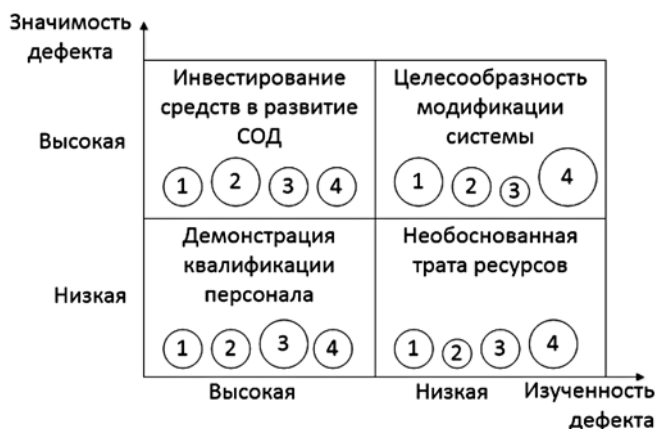 Значимость
дефекта
Инвестирование
средств в развитие
СОД
Целесообразность
модификации
системы
Высокая
1 2 3 4
1 2 3 4
Демонстрация
квалификации
персонала
Необоснованная
трата ресурсов
Низкая
1 2 3 4
1 2 3 4
Высокая
Низкая
Изученность
дефекта